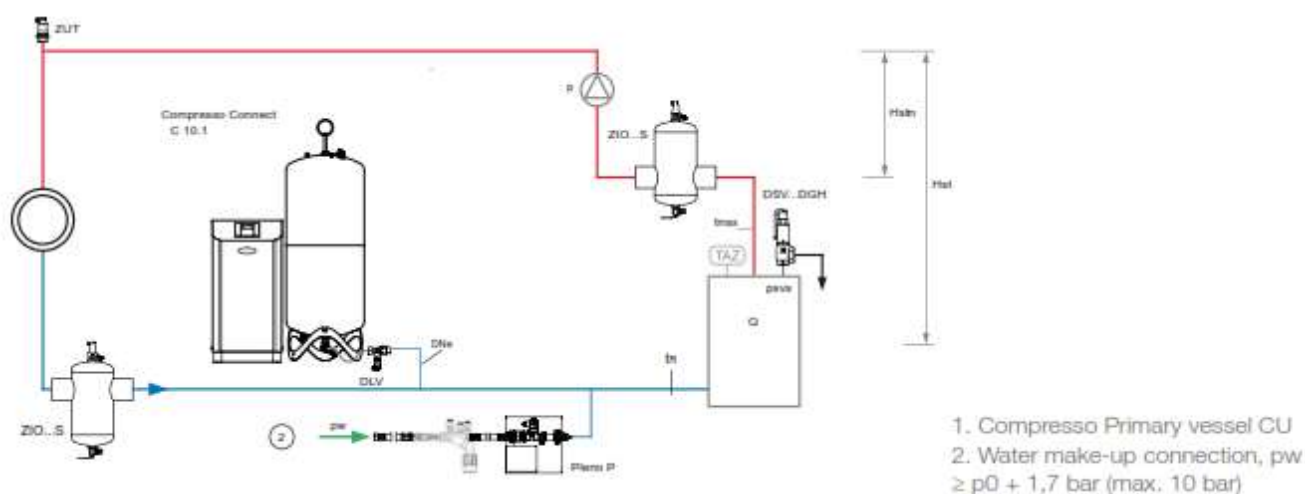 ZUT
Compresso Connect
C 10.1
ZIO...S
Hstm
Hst
DSV...DGH
tmax
TAZ
psvs
Q
DNe
DLV
tr
ZIO...S
2
pw
Pleno P
1. Compresso Primary vessel CU
2. Water make-up connection, pw
≥ p0 + 1,7 bar (max. 10 bar)